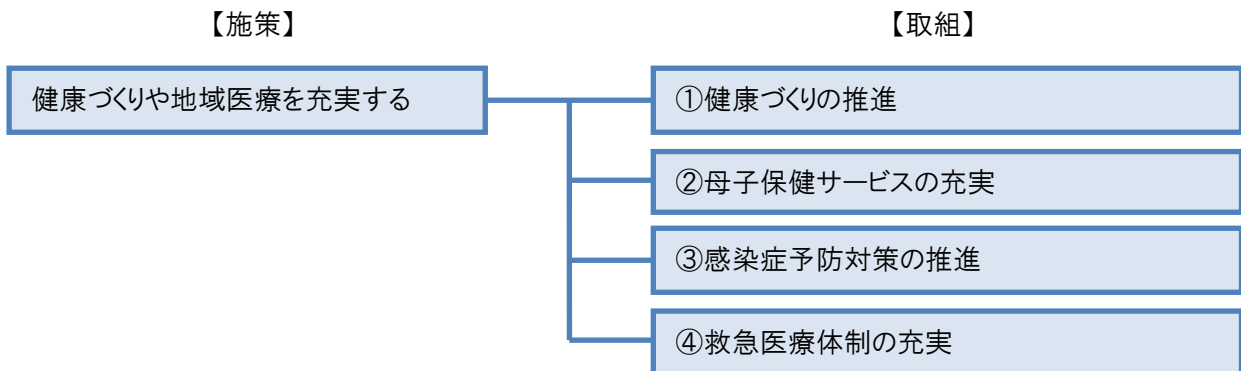 【施策】
【取組】
健康づくりや地域医療を充実する
①健康づくりの推進
②母子保健サービスの充実
③感染症予防対策の推進
④救急医療体制の充実